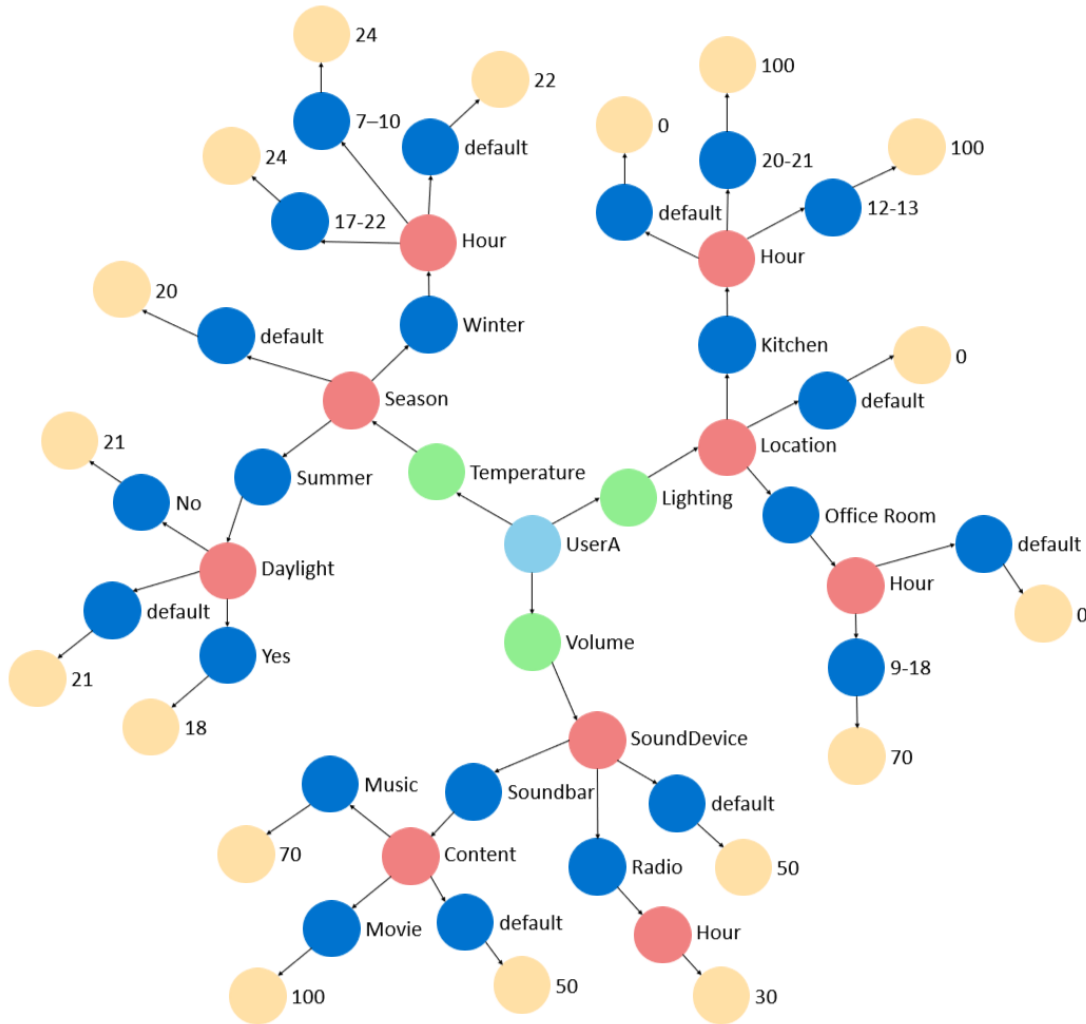 24
100
22
7–10
0
24
default
100
20-21
12-13
default
17-22
Hour
Hour
20
Winter
default
Kitchen
0
Season
default
21
Location
Temperature
Summer
Lighting
No
Office Room
UserA
default
Daylight
Hour
default
0
Volume
Yes
9-18
21
18
SoundDevice
70
Music
Soundbar
default
70
Content
Radio
50
default
Movie
Hour
50
100
30